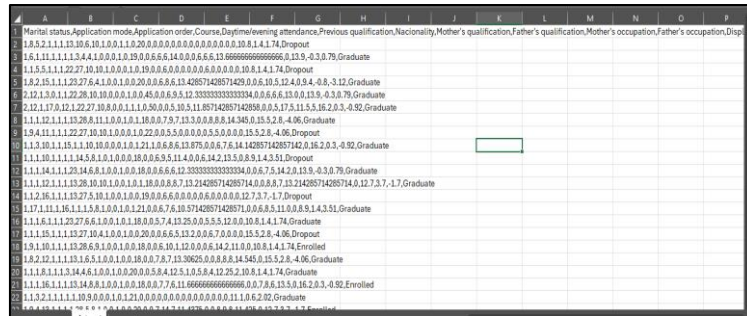 A B C D E F G H I J K L M N O P
1 Marital status,Application mode,Application order,Course,Daytime/evening attendance,Previous qualification,Nacionality,Mother's qualification,Father's qualification,Mother's occupation,Father's occupation,Displ
2 1,8,5,2,1,1,1,13,10,6,10,1,0,0,1,1,0,20,0,0,0,0,0,0,0,0,0,0,0,0,0,10.8,1.4,1.74,Dropout
3 1,6,1,11,1,1,1,1,3,4,4,1,0,0,0,1,0,19,0,0,6,6,6,14.0,0,0,6,6,6,13.666666666666666,0,13.9,-0.3,0.79,Graduate
4 1,1,5,5,1,1,1,22,27,10,10,1,0,0,0,1,0,19,0,0,6,0,0,0.0,0,0,6,0,0,0.0,0,10.8,1.4,1.74,Dropout
5 1,8,2,15,1,1,1,23,27,6,4,1,0,0,1,0,0,20,0,0,6,8,6,13.428571428571429,0,0,6,10,5,12.4,0,9.4,-0.8,-3.12,Graduate
6 2,12,1,3,0,1,1,22,28,10,10,0,0,0,1,0,0,45,0,0,6,9,5,12.333333333333334,0,0,6,6,6,13.0,0,13.9,-0.3,0.79,Graduate
7 2,12,1,17,0,12,1,22,27,10,8,0,0,1,1,1,0,50,0,0,5,10,5,11.857142857142858,0,0,5,17,5,11.5,5,16.2,0.3,-0.92,Graduate
8 1,1,1,12,1,1,1,13,28,8,11,1,0,0,1,0,1,18,0,0,7,9,7,13.3,0,0,8,8,8,14.345,0,15.5,2.8,-4.06,Graduate
9 1,9,4,11,1,1,1,22,27,10,10,1,0,0,0,1,0,22,0,0,5,5,0,0.0,0,0,5,5,0,0.0,0,15.5,2.8,-4.06,Dropout
10 1,1,3,10,1,1,15,1,1,10,10,0,0,0,1,0,1,21,1,0,6,8,6,13.875,0,0,6,7,6,14.142857142857142,0,16.2,0.3,-0.92,Graduate
11 1,1,1,10,1,1,1,1,14,5,8,1,0,1,0,0,0,18,0,0,6,9,5,11.4,0,0,6,14,2,13.5,0,8.9,1.4,3.51,Dropout
12 1,1,1,14,1,1,1,23,14,6,8,1,0,0,1,0,0,18,0,0,6,6,6,12.333333333333334,0,0,6,7,5,14.2,0,13.9,-0.3,0.79,Graduate
13 1,1,1,12,1,1,1,13,28,10,10,1,0,0,1,0,1,18,0,0,8,8,7,13.214285714285714,0,0,8,8,7,13.214285714285714,0,12.7,3.7,-1.7,Graduate
14 1,1,2,16,1,1,1,13,27,5,10,1,0,0,1,0,0,19,0,0,6,6,0,0.0,0,0,6,0,0,0.0,0,12.7,3.7,-1.7,Dropout
15 1,17,1,11,1,16,1,1,1,5,8,1,0,0,1,0,1,21,0,0,6,7,6,10.571428571428571,0,0,6,8,5,11.0,0,8.9,1.4,3.51,Graduate
16 1,1,1,6,1,1,1,23,27,6,6,1,0,0,1,0,1,18,0,0,5,7,4,13.25,0,0,5,5,5,12.0,0,10.8,1.4,1.74,Graduate
17 1,1,1,15,1,1,1,13,27,10,4,1,0,1,0,0,0,20,0,0,6,6,5,13.2,0,0,6,7,0,0.0,0,15.5,2.8,-4.06,Dropout
18 1,9,1,10,1,1,1,13,28,6,9,1,0,0,1,0,0,18,0,0,6,10,1,12.0,0,0,6,14,2,11.0,0,10.8,1.4,1.74,Enrolled
19 1,8,2,12,1,1,1,13,1,6,5,1,0,0,1,0,0,18,0,0,7,8,7,13.30625,0,0,8,8,8,14.545,0,15.5,2.8,-4.06,Graduate
20 1,1,1,8,1,1,1,3,14,4,6,1,0,0,1,0,0,20,0,0,5,8,4,12.5,1,0,5,8,4,12.25,2,10.8,1.4,1.74,Graduate
21 1,1,1,16,1,1,1,13,14,8,8,1,0,0,1,0,0,18,0,0,7,7,6,11.666666666666666,0,0,7,8,6,13.5,0,16.2,0.3,-0.92,Enrolled